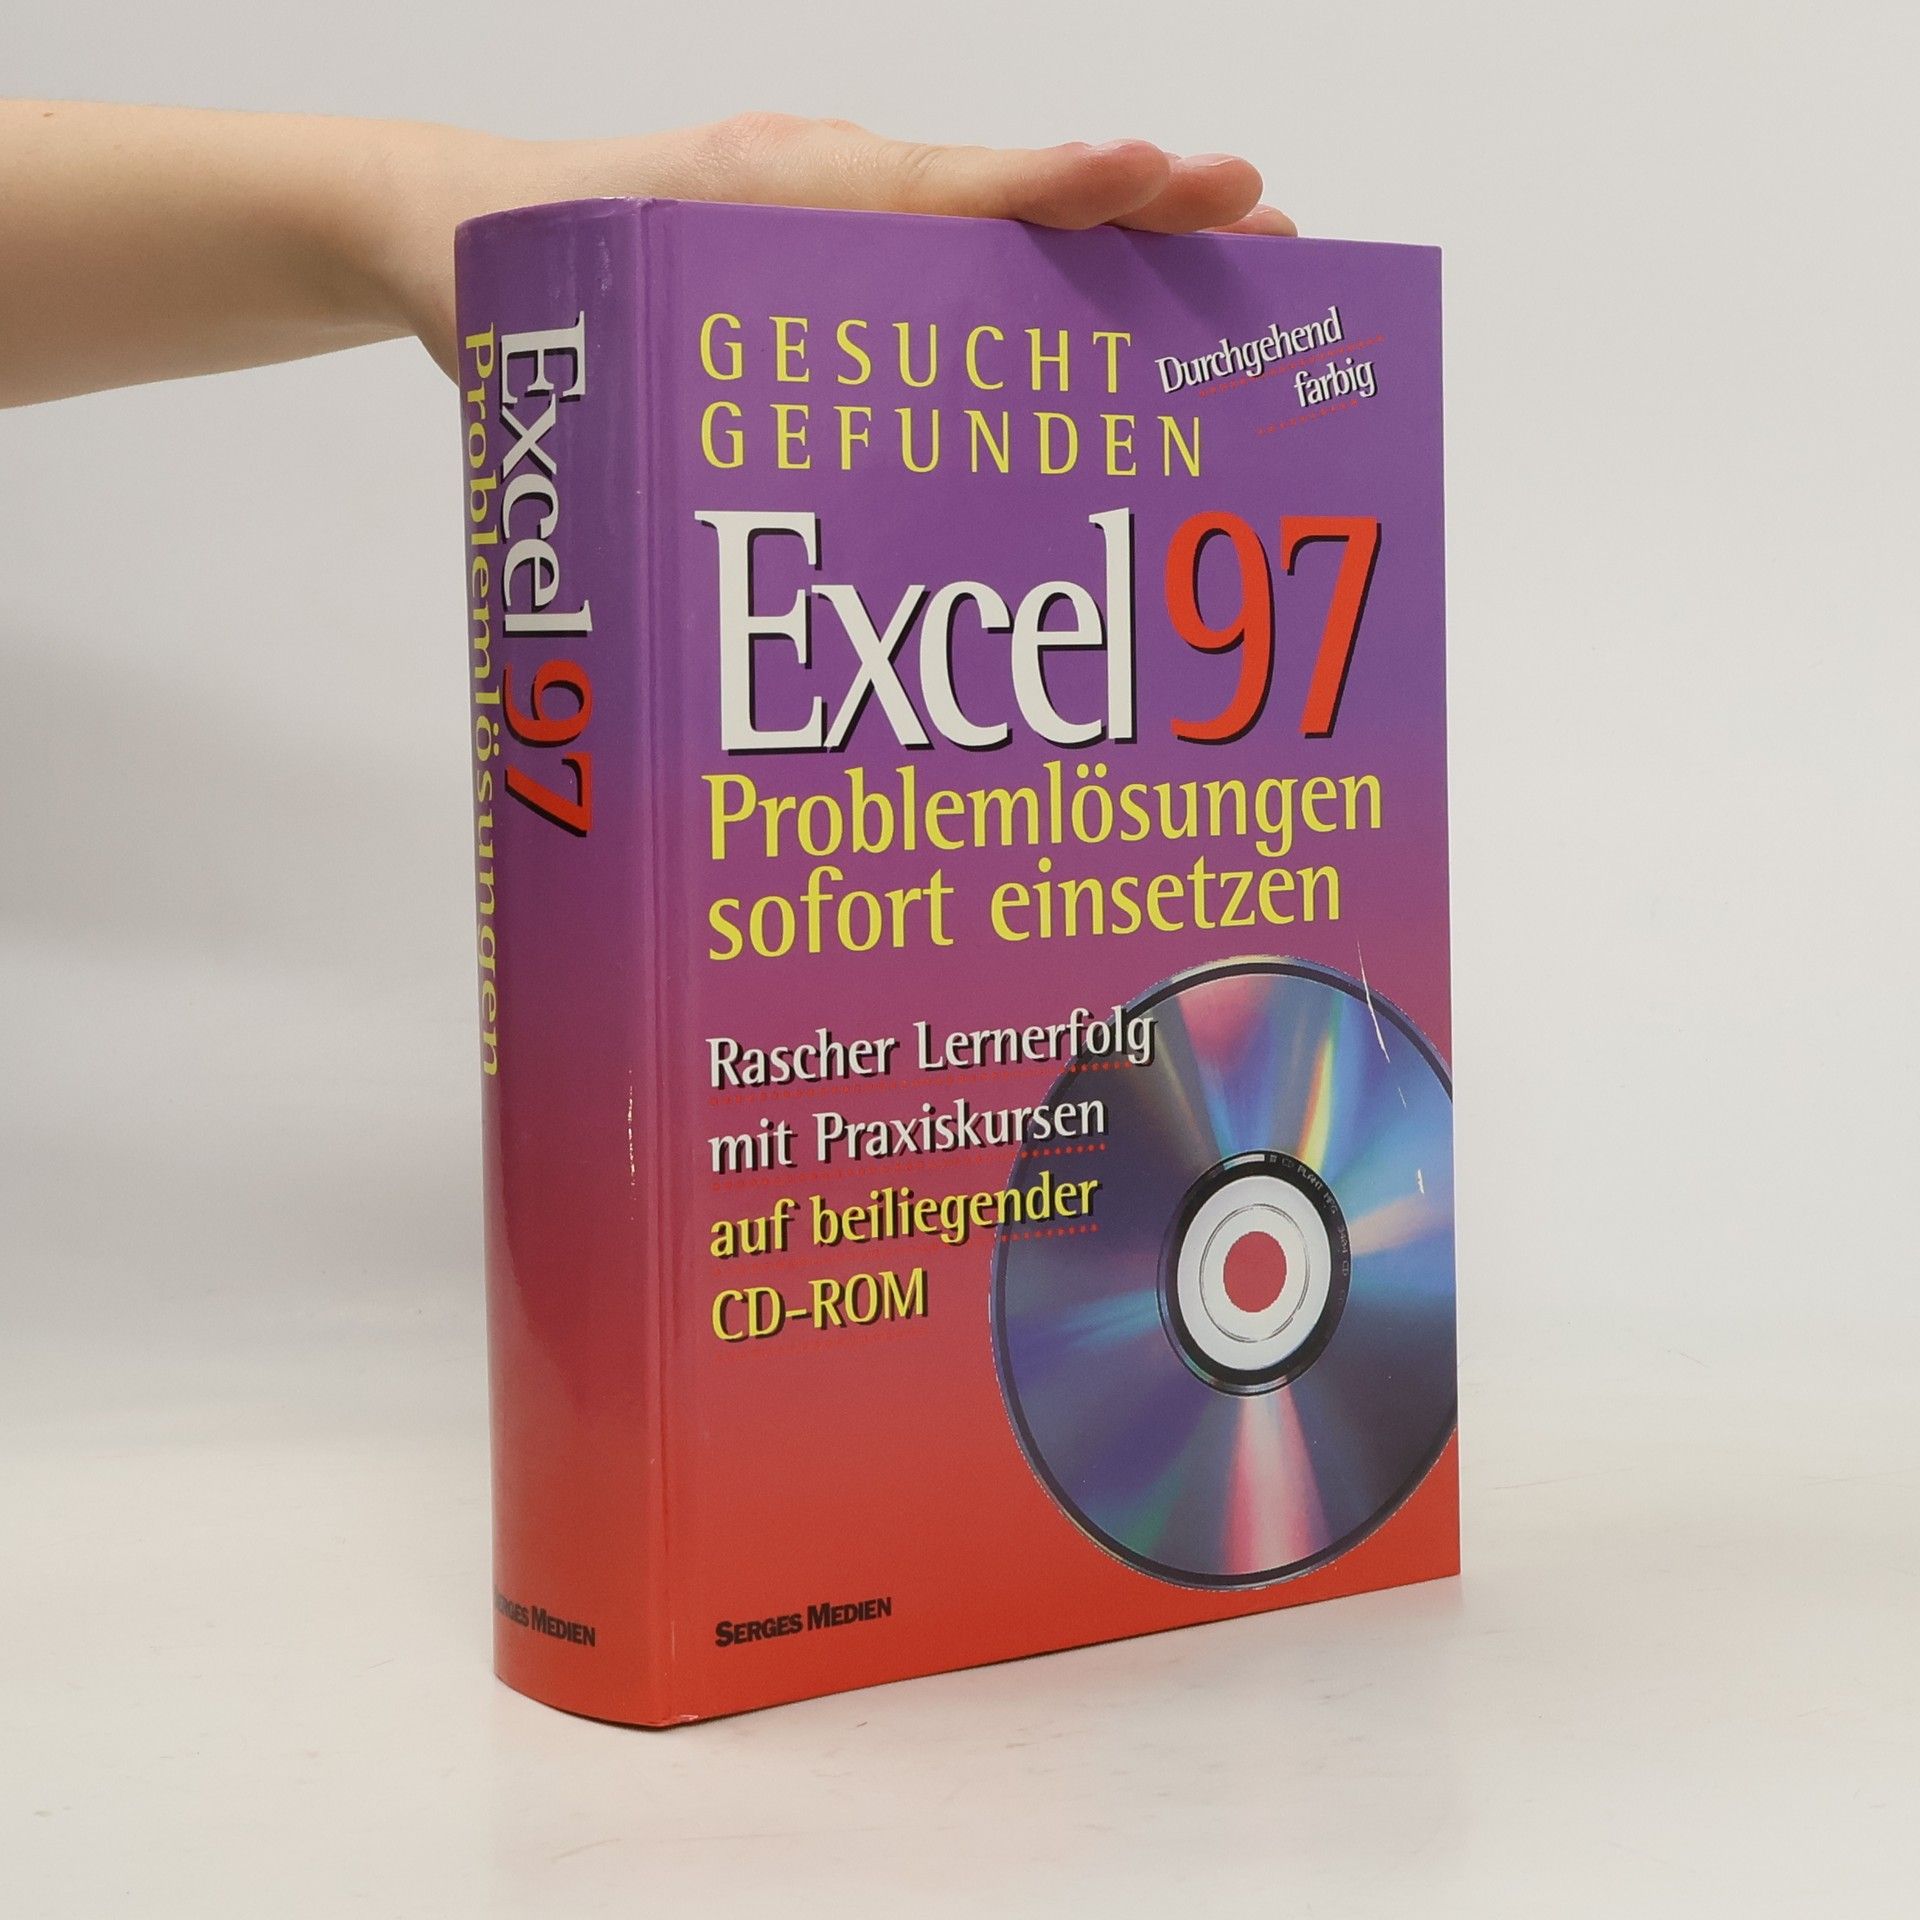 Excel 97
Problemlösungen
SERGES MEDIEN
GESUCHT
GEFUNDEN
Durchgehend
farbig
Excel 97
Problemlösungen
sofort einsetzen
Rascher Lernerfolg
mit Praxiskursen
auf beiliegender
CD-ROM
SERGES MEDIEN